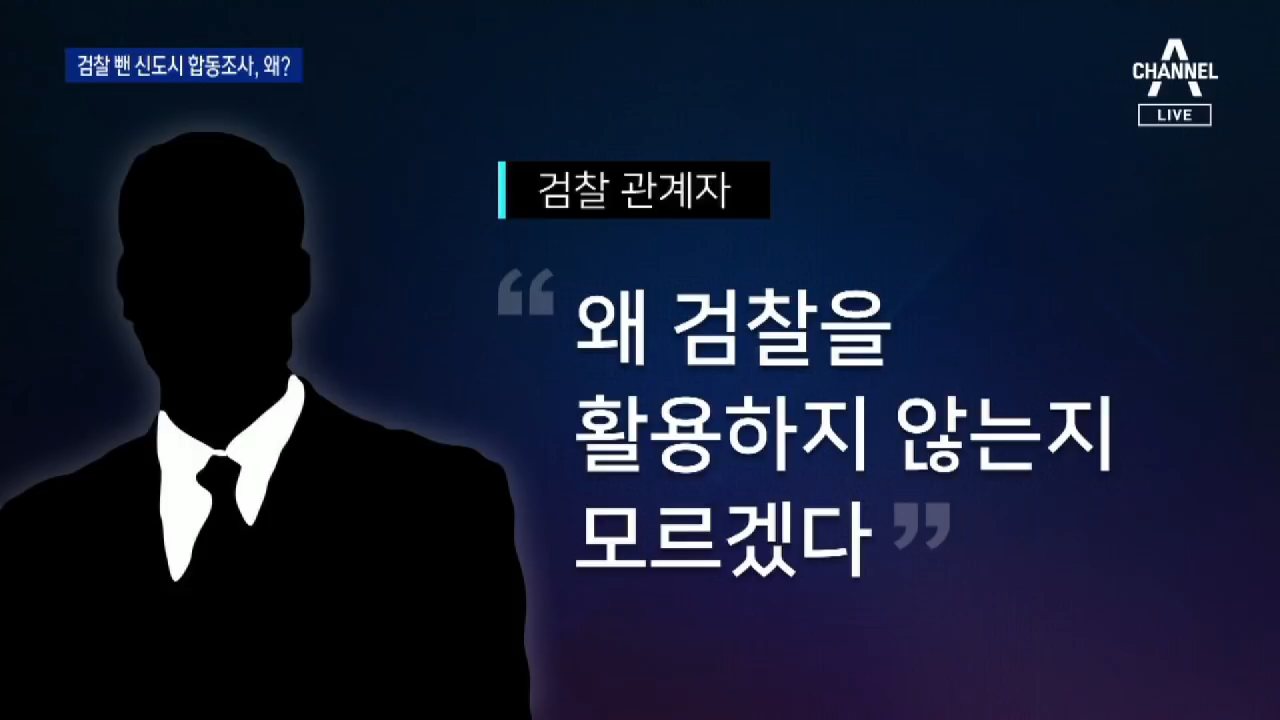 검찰 뺀 신도시 합동조사, 왜?
CHANNEL A
LIVE
검찰 관계자
“왜 검찰을
활용하지 않는지
모르겠다”